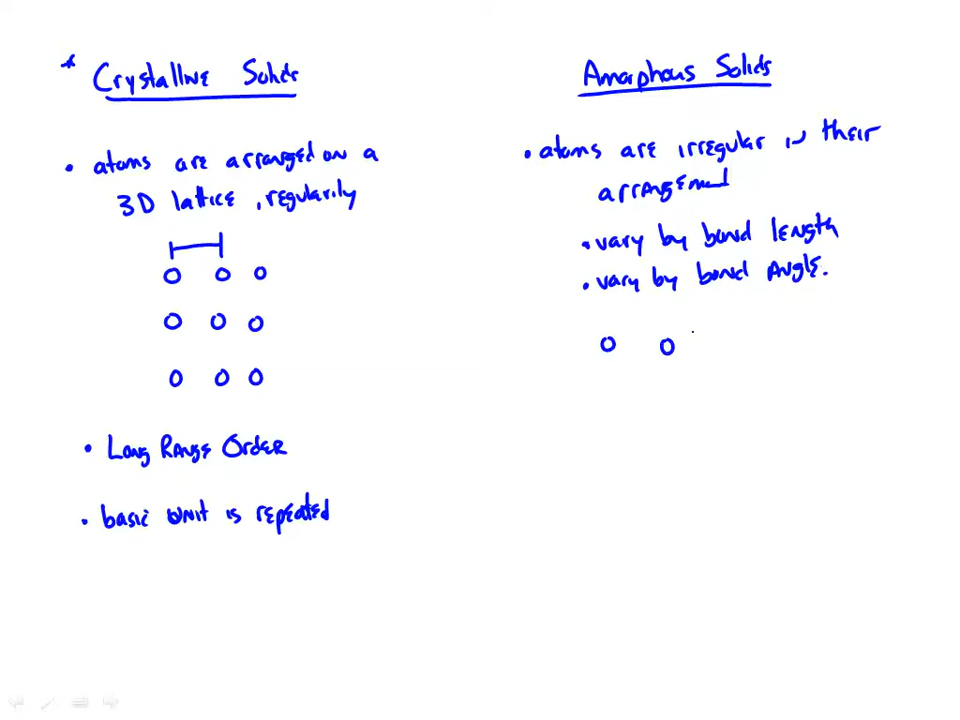 * Crystalline Solids
• atoms are arranged on a
3D lattice, regularily
• Long Range Order
• basic unit is repeated
Amorphous Solids
• atoms are irregular in their
arrangement
• vary by bond length
• vary by bond Angle.